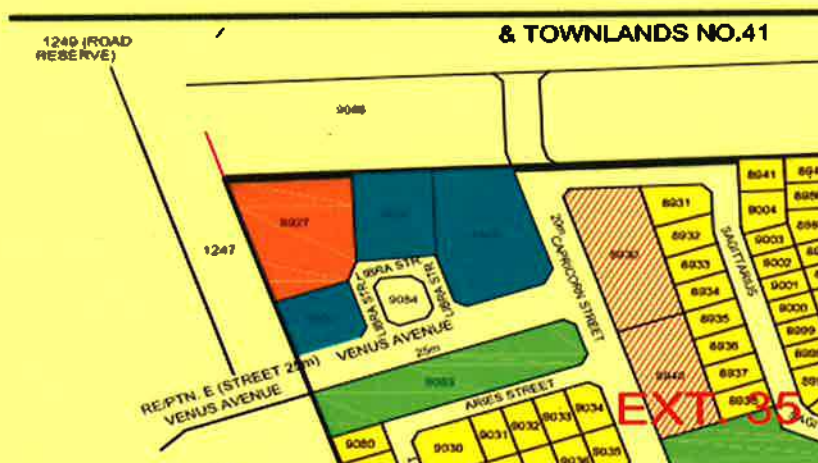 & TOWNLANDS NO.41
1249 (ROAD
RESERVE)
9086
8927
1247
LIBRA STR.
LIBRA STR.
LIBRA STR.
9084
VENUS AVENUE
25m
RE/PTN. E (STREET 25m)
VENUS AVENUE
9083
ARIES STREET
20m
CAPRICORN STREET
8930
8931
8932
8933
8934
8935
8936
8937
8938
8940
SAGITTARIUS
8941
9004
9003
9002
9001
9000
EXT. 35
9080
9030
9031
9032
9033
9034
9035
9036